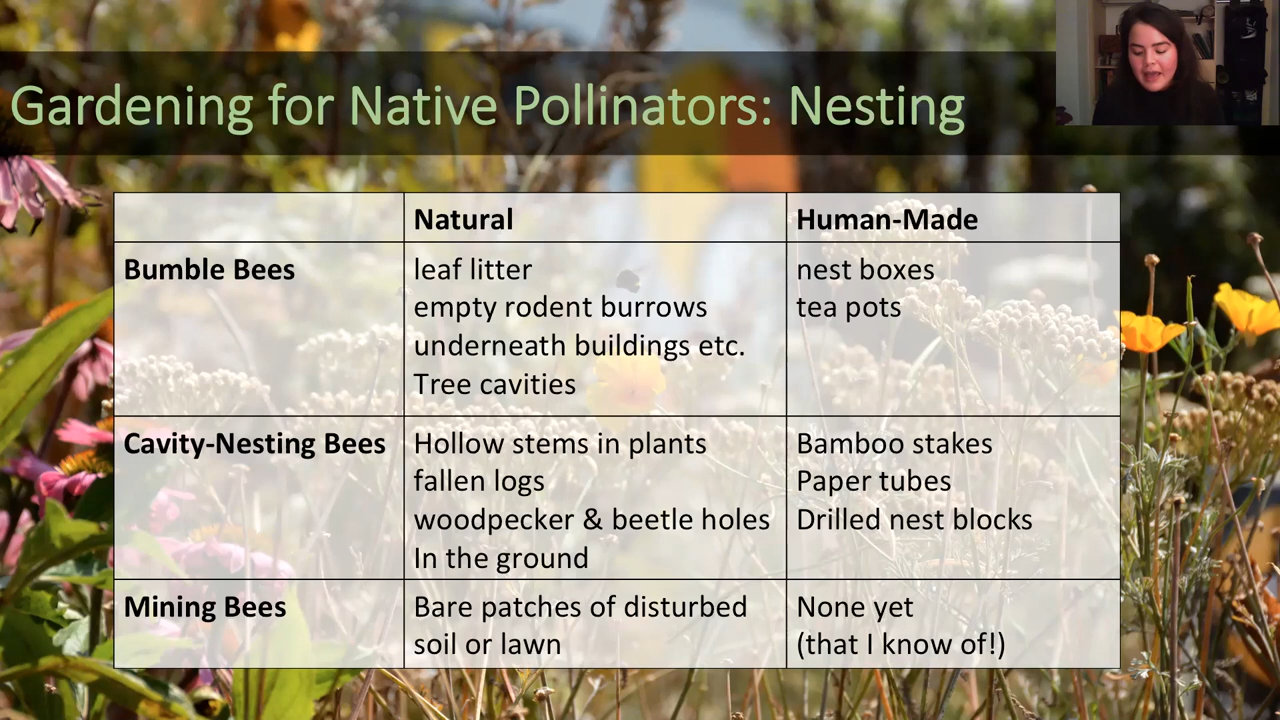 Gardening for Native Pollinators: Nesting
Natural
Human-Made
Bumble Bees
leaf litter
empty rodent burrows
underneath buildings etc.
Tree cavities
nest boxes
tea pots
Cavity-Nesting Bees
Hollow stems in plants
fallen logs
woodpecker & beetle holes
In the ground
Bamboo stakes
Paper tubes
Drilled nest blocks
Mining Bees
Bare patches of disturbed
soil or lawn
None yet
(that I know of!)